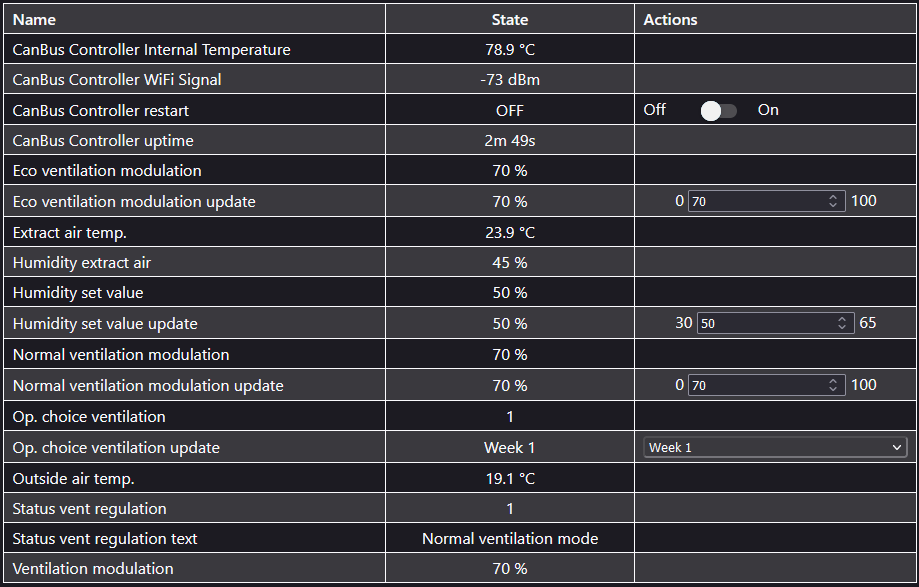 Name State Actions
CanBus Controller Internal Temperature 78.9 °C
CanBus Controller WiFi Signal -73 dBm
CanBus Controller restart OFF Off On
CanBus Controller uptime 2m 49s
Eco ventilation modulation 70 %
Eco ventilation modulation update 70 % 0 70 100
Extract air temp. 23.9 °C
Humidity extract air 45 %
Humidity set value 50 %
Humidity set value update 50 % 30 50 65
Normal ventilation modulation 70 %
Normal ventilation modulation update 70 % 0 70 100
Op. choice ventilation 1
Op. choice ventilation update Week 1 Week 1
Outside air temp. 19.1 °C
Status vent regulation 1
Status vent regulation text Normal ventilation mode
Ventilation modulation 70 %